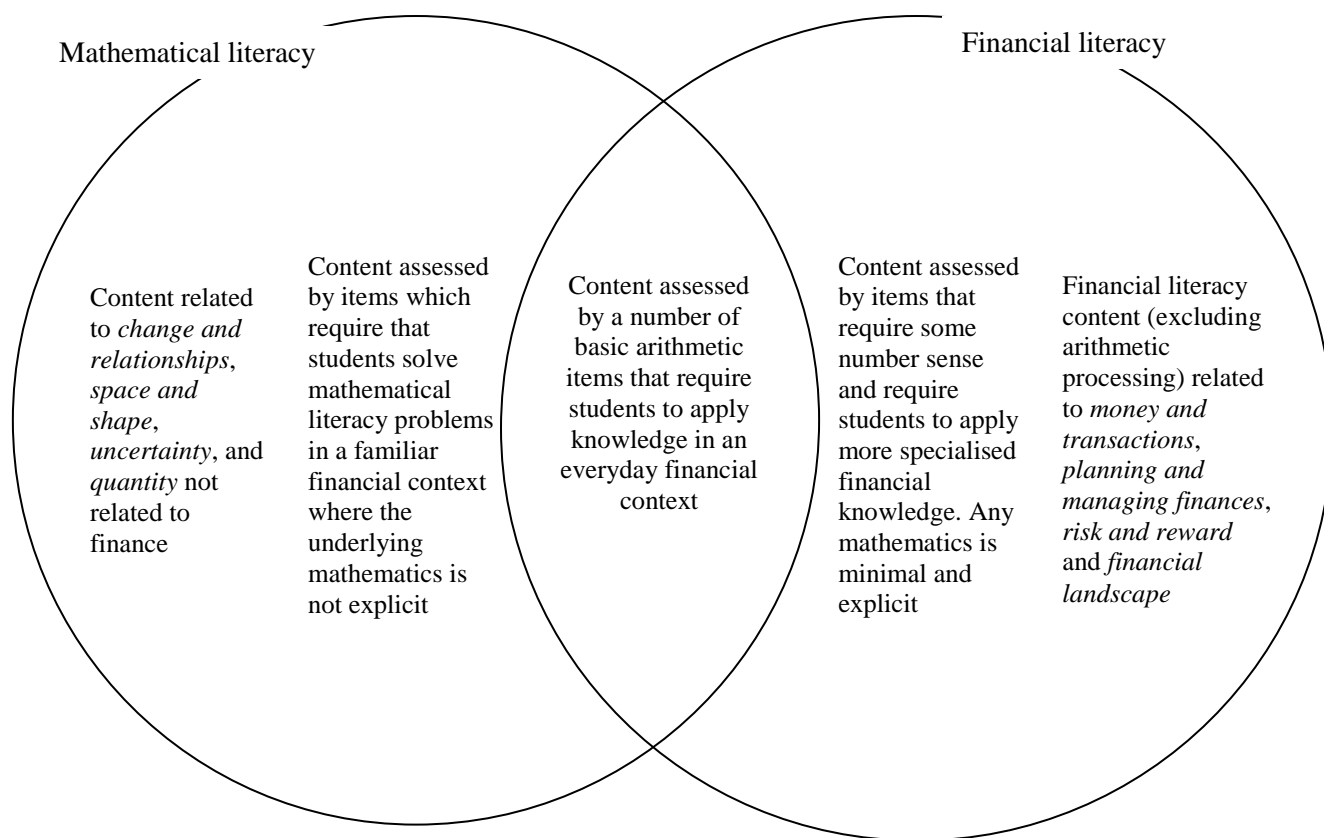 Mathematical literacy
Financial literacy
Content related
to change and
relationships,
space and
shape,
uncertainty, and
quantity not
related to
finance
Content assessed
by items which
require that
students solve
mathematical
literacy problems
in a familiar
financial context
where the
underlying
mathematics is
not explicit
Content assessed
by a number of
basic arithmetic
items that require
students to apply
knowledge in an
everyday financial
context
Content assessed
by items that
require some
number sense
and require
students to apply
more specialised
financial
knowledge. Any
mathematics is
minimal and
explicit
Financial literacy
content (excluding
arithmetic
processing) related
to money and
transactions,
planning and
managing finances,
risk and reward
and financial
landscape